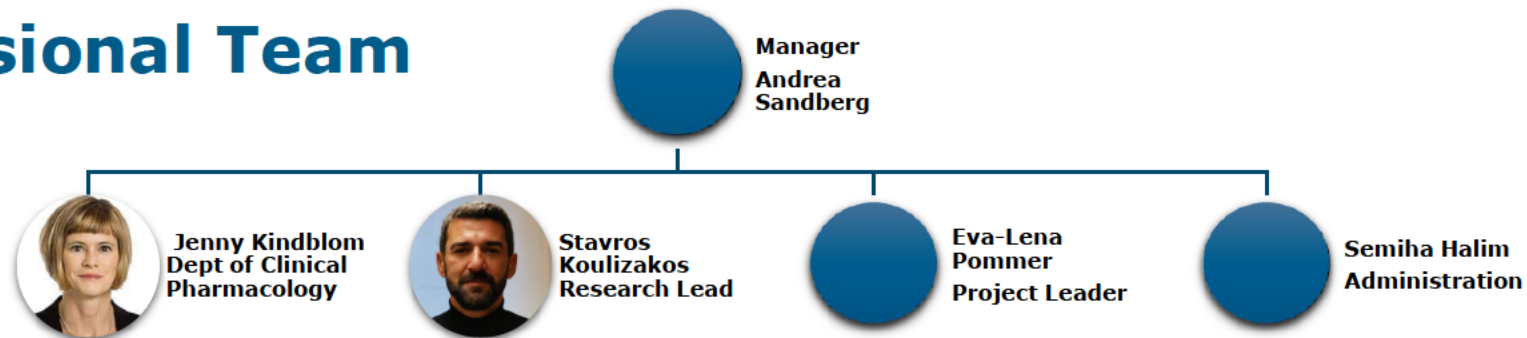 sional Team
Manager
Andrea
Sandberg
Jenny Kindblom
Dept of Clinical
Pharmacology
Stavros
Koulizakos
Research Lead
Eva-Lena
Pommer
Project Leader
Semiha Halim
Administration